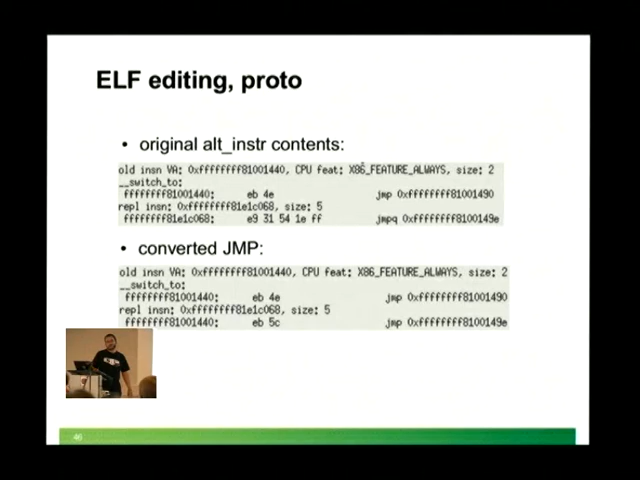 ELF editing, proto
• original alt_instr contents:
old insn VA: 0xffffffff81001440, CPU feat: X86_FEATURE_ALWAYS, size: 2
__switch_to:
ffffffff81001440: eb 4e jmp 0xffffffff81001490
repl insn: 0xffffffff81e1c068, size: 5
ffffffff81e1c068: e9 31 54 1e ff jmpq 0xffffffff8100149e
• converted JMP:
old insn VA: 0xffffffff81001440, CPU feat: X86_FEATURE_ALWAYS, size: 2
__switch_to:
ffffffff81001440: eb 4e jmp 0xffffffff81001490
repl insn: 0xffffffff81e1c068, size: 5
ffffffff81001440: eb 5c jmp 0xffffffff8100149e
46